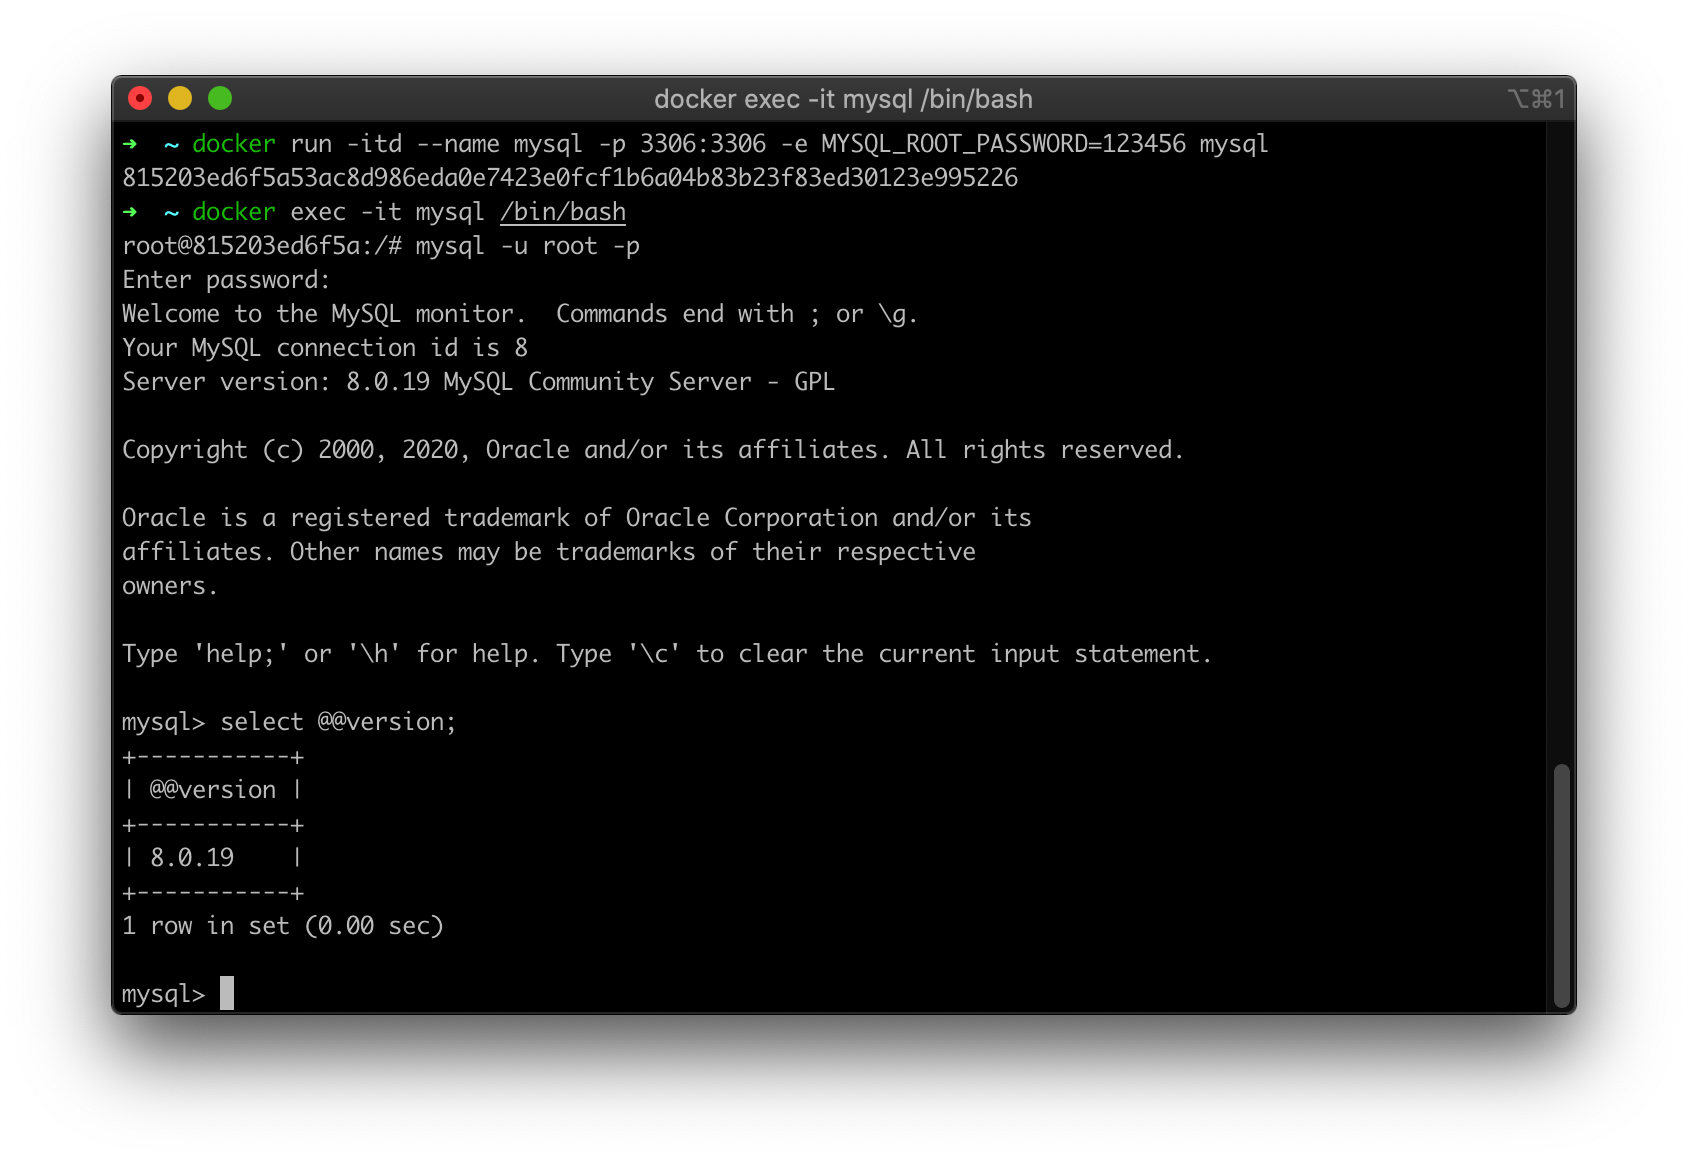 docker exec -it mysql /bin/bash
⌥⌘1
➜  ~ docker run -itd --name mysql -p 3306:3306 -e MYSQL_ROOT_PASSWORD=123456 mysql
815203ed6f5a53ac8d986eda0e7423e0fcf1b6a04b83b23f83ed30123e995226
➜  ~ docker exec -it mysql /bin/bash
root@815203ed6f5a:/# mysql -u root -p
Enter password:
Welcome to the MySQL monitor.  Commands end with ; or \g.
Your MySQL connection id is 8
Server version: 8.0.19 MySQL Community Server - GPL
Copyright (c) 2000, 2020, Oracle and/or its affiliates. All rights reserved.
Oracle is a registered trademark of Oracle Corporation and/or its
affiliates. Other names may be trademarks of their respective
owners.
Type 'help;' or '\h' for help. Type '\c' to clear the current input statement.
mysql> select @@version;
+-----------+
| @@version |
+-----------+
| 8.0.19    |
+-----------+
1 row in set (0.00 sec)
mysql>